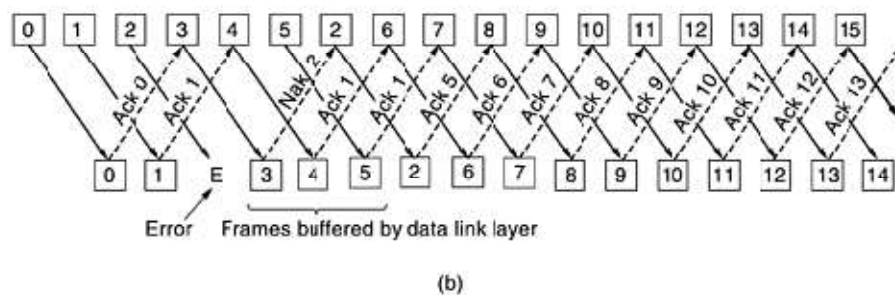 0 1 2 3 4 5 2 6 7 8 9 10 11 12 13 14 15
Ack 0 Ack 1 Nak 2 Ack 1 Ack 1 Ack 5 Ack 6 Ack 7 Ack 8 Ack 9 Ack 10 Ack 11 Ack 12 Ack 13
0 1 E 3 4 5 2 6 7 8 9 10 11 12 13 14
Error Frames buffered by data link layer
(b)